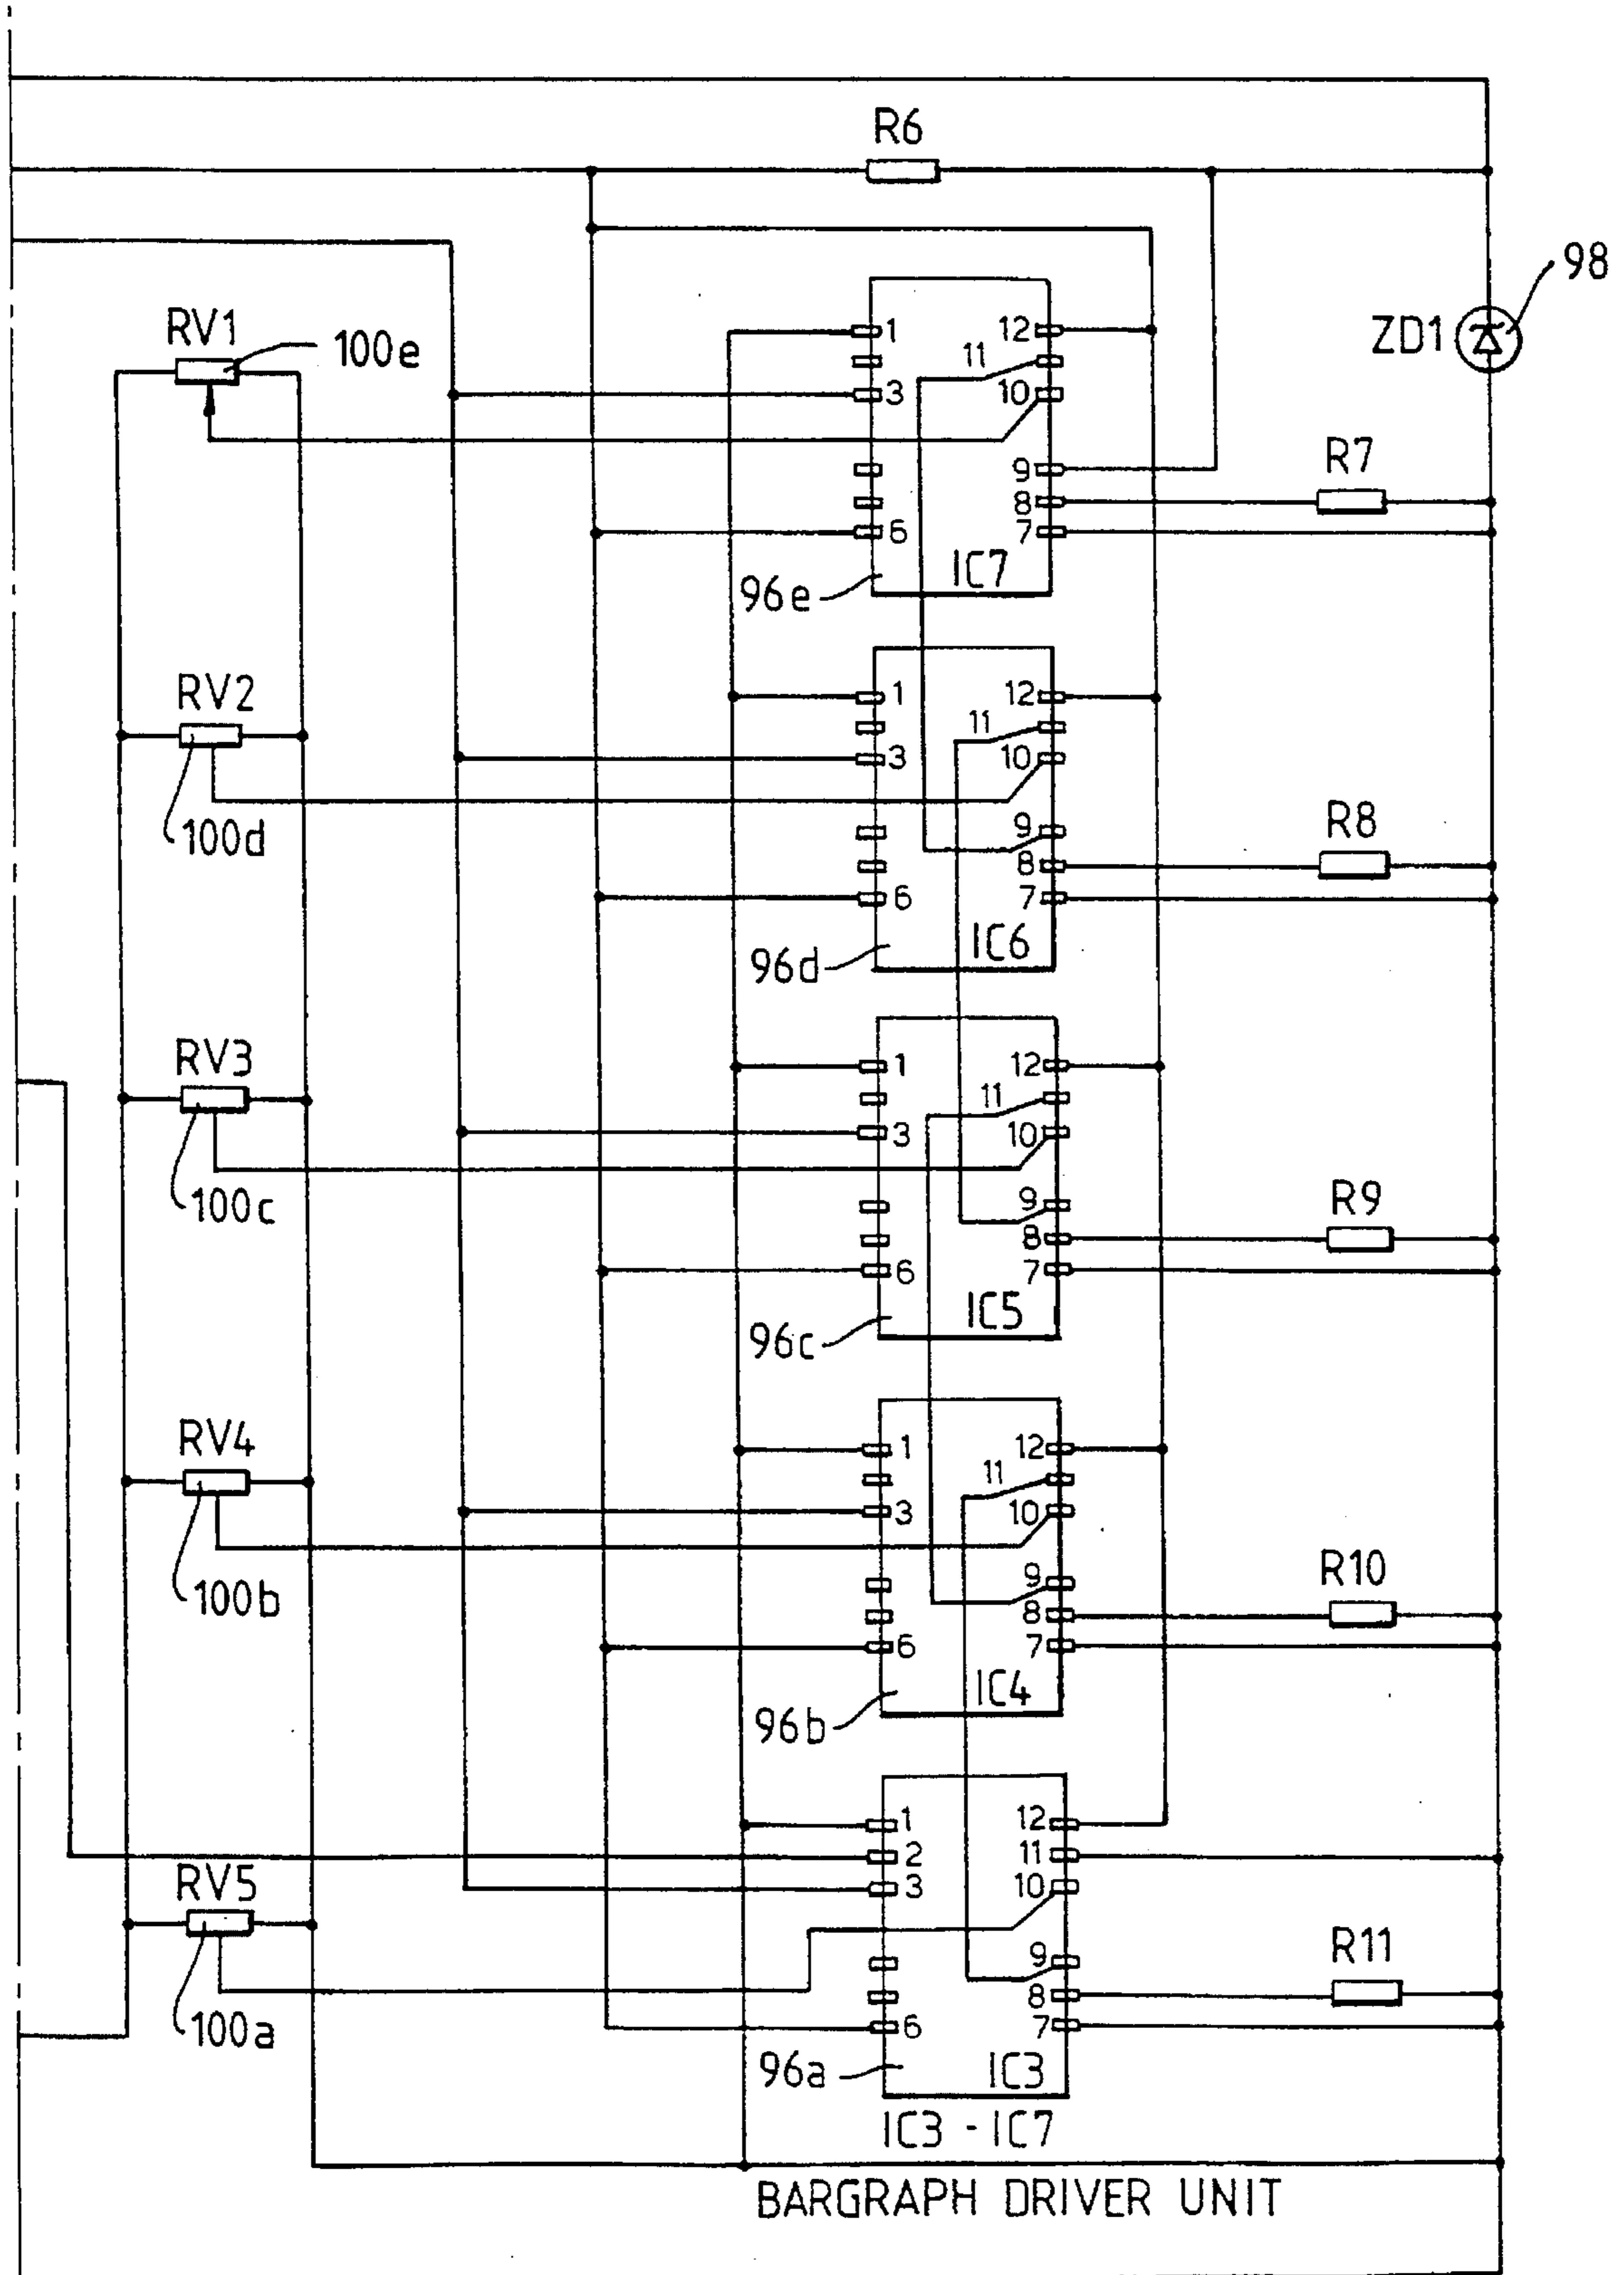 R6
98
ZD1
RV1
100e
1
12
11
3
10
9
R7
8
6
7
IC7
96e
RV2
1
12
11
3
10
100d
9
R8
8
6
7
IC6
96d
RV3
1
12
11
3
10
100c
9
R9
8
6
7
IC5
96c
RV4
1
12
11
3
10
100b
9
R10
8
6
7
IC4
96b
1
12
2
11
RV5
3
10
9
R11
8
100a
6
7
96a
IC3
IC3 - IC7
BARGRAPH DRIVER UNIT